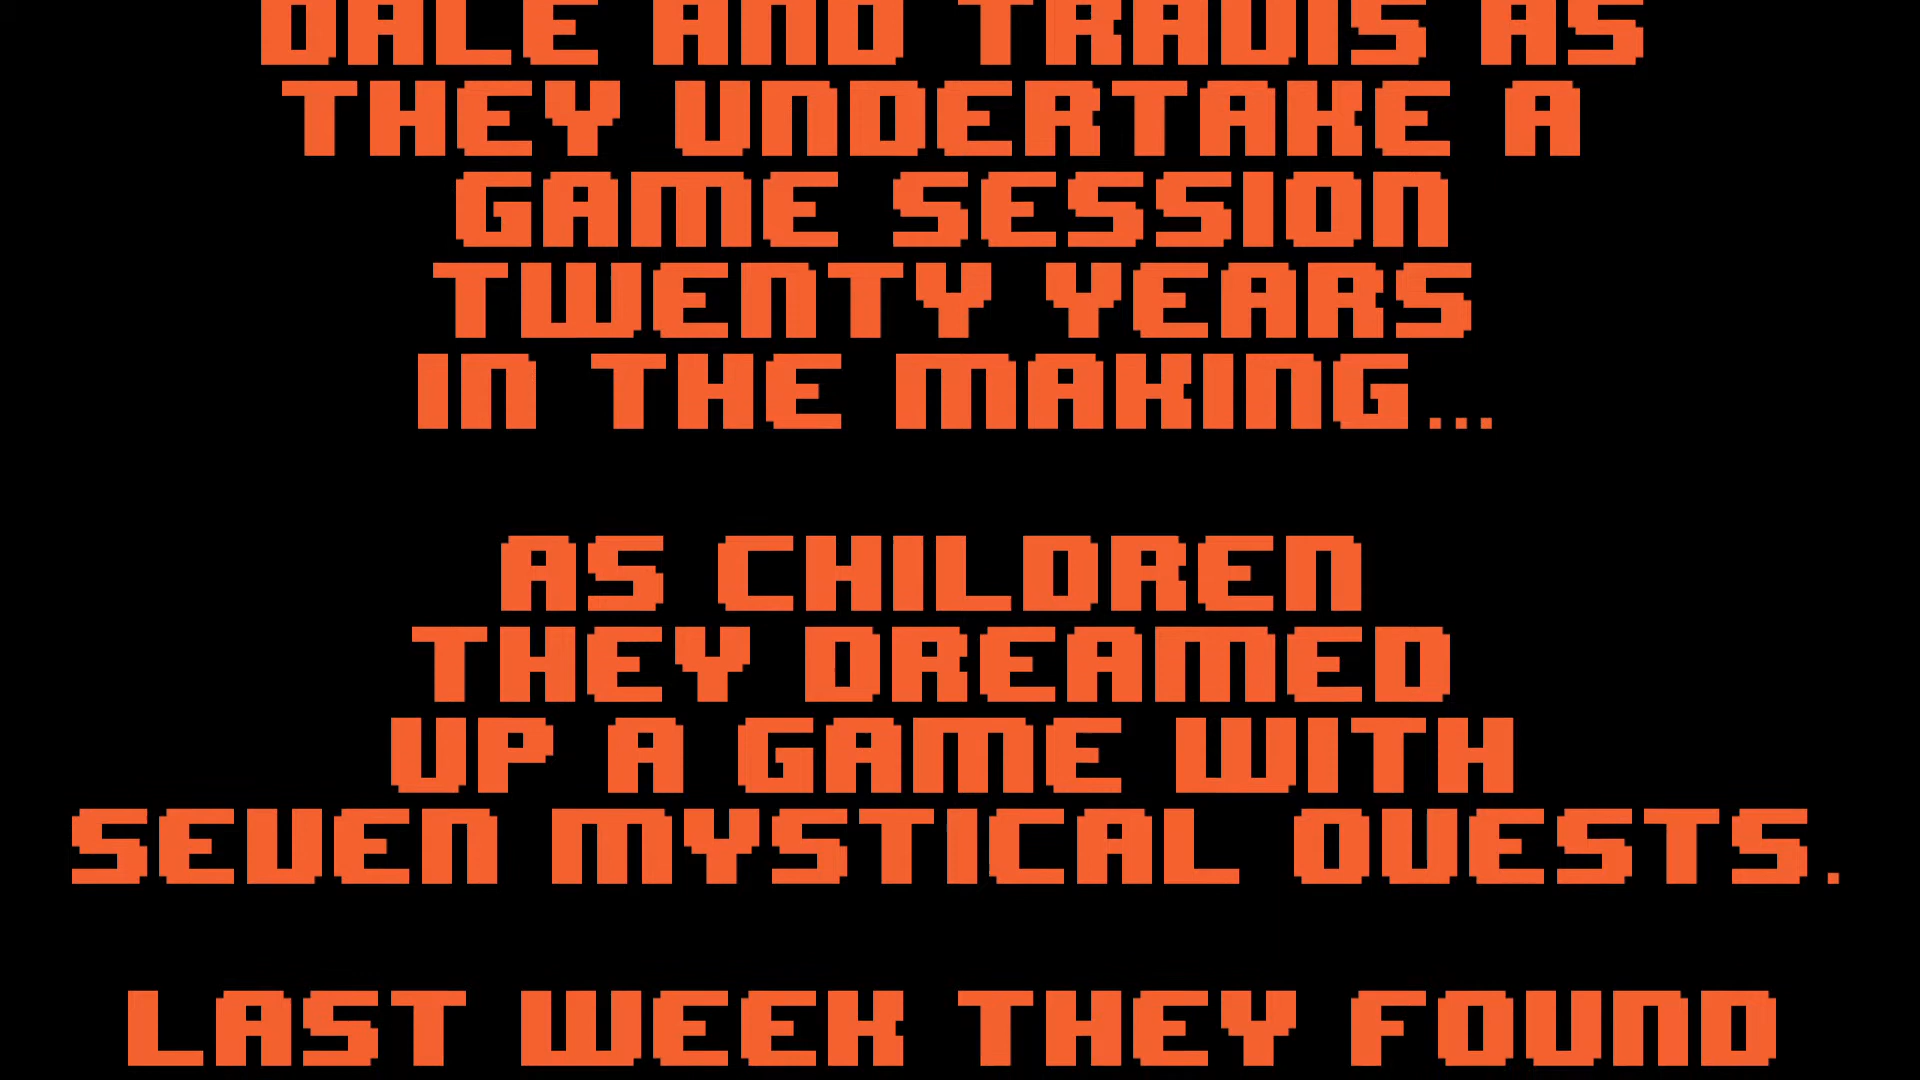 DALE AND TRAVIS AS
THEY UNDERTAKE A
GAME SESSION
TWENTY YEARS
IN THE MAKING...
AS CHILDREN
THEY DREAMED
UP A GAME WITH
SEVEN MYSTICAL QUESTS.
LAST WEEK THEY FOUND